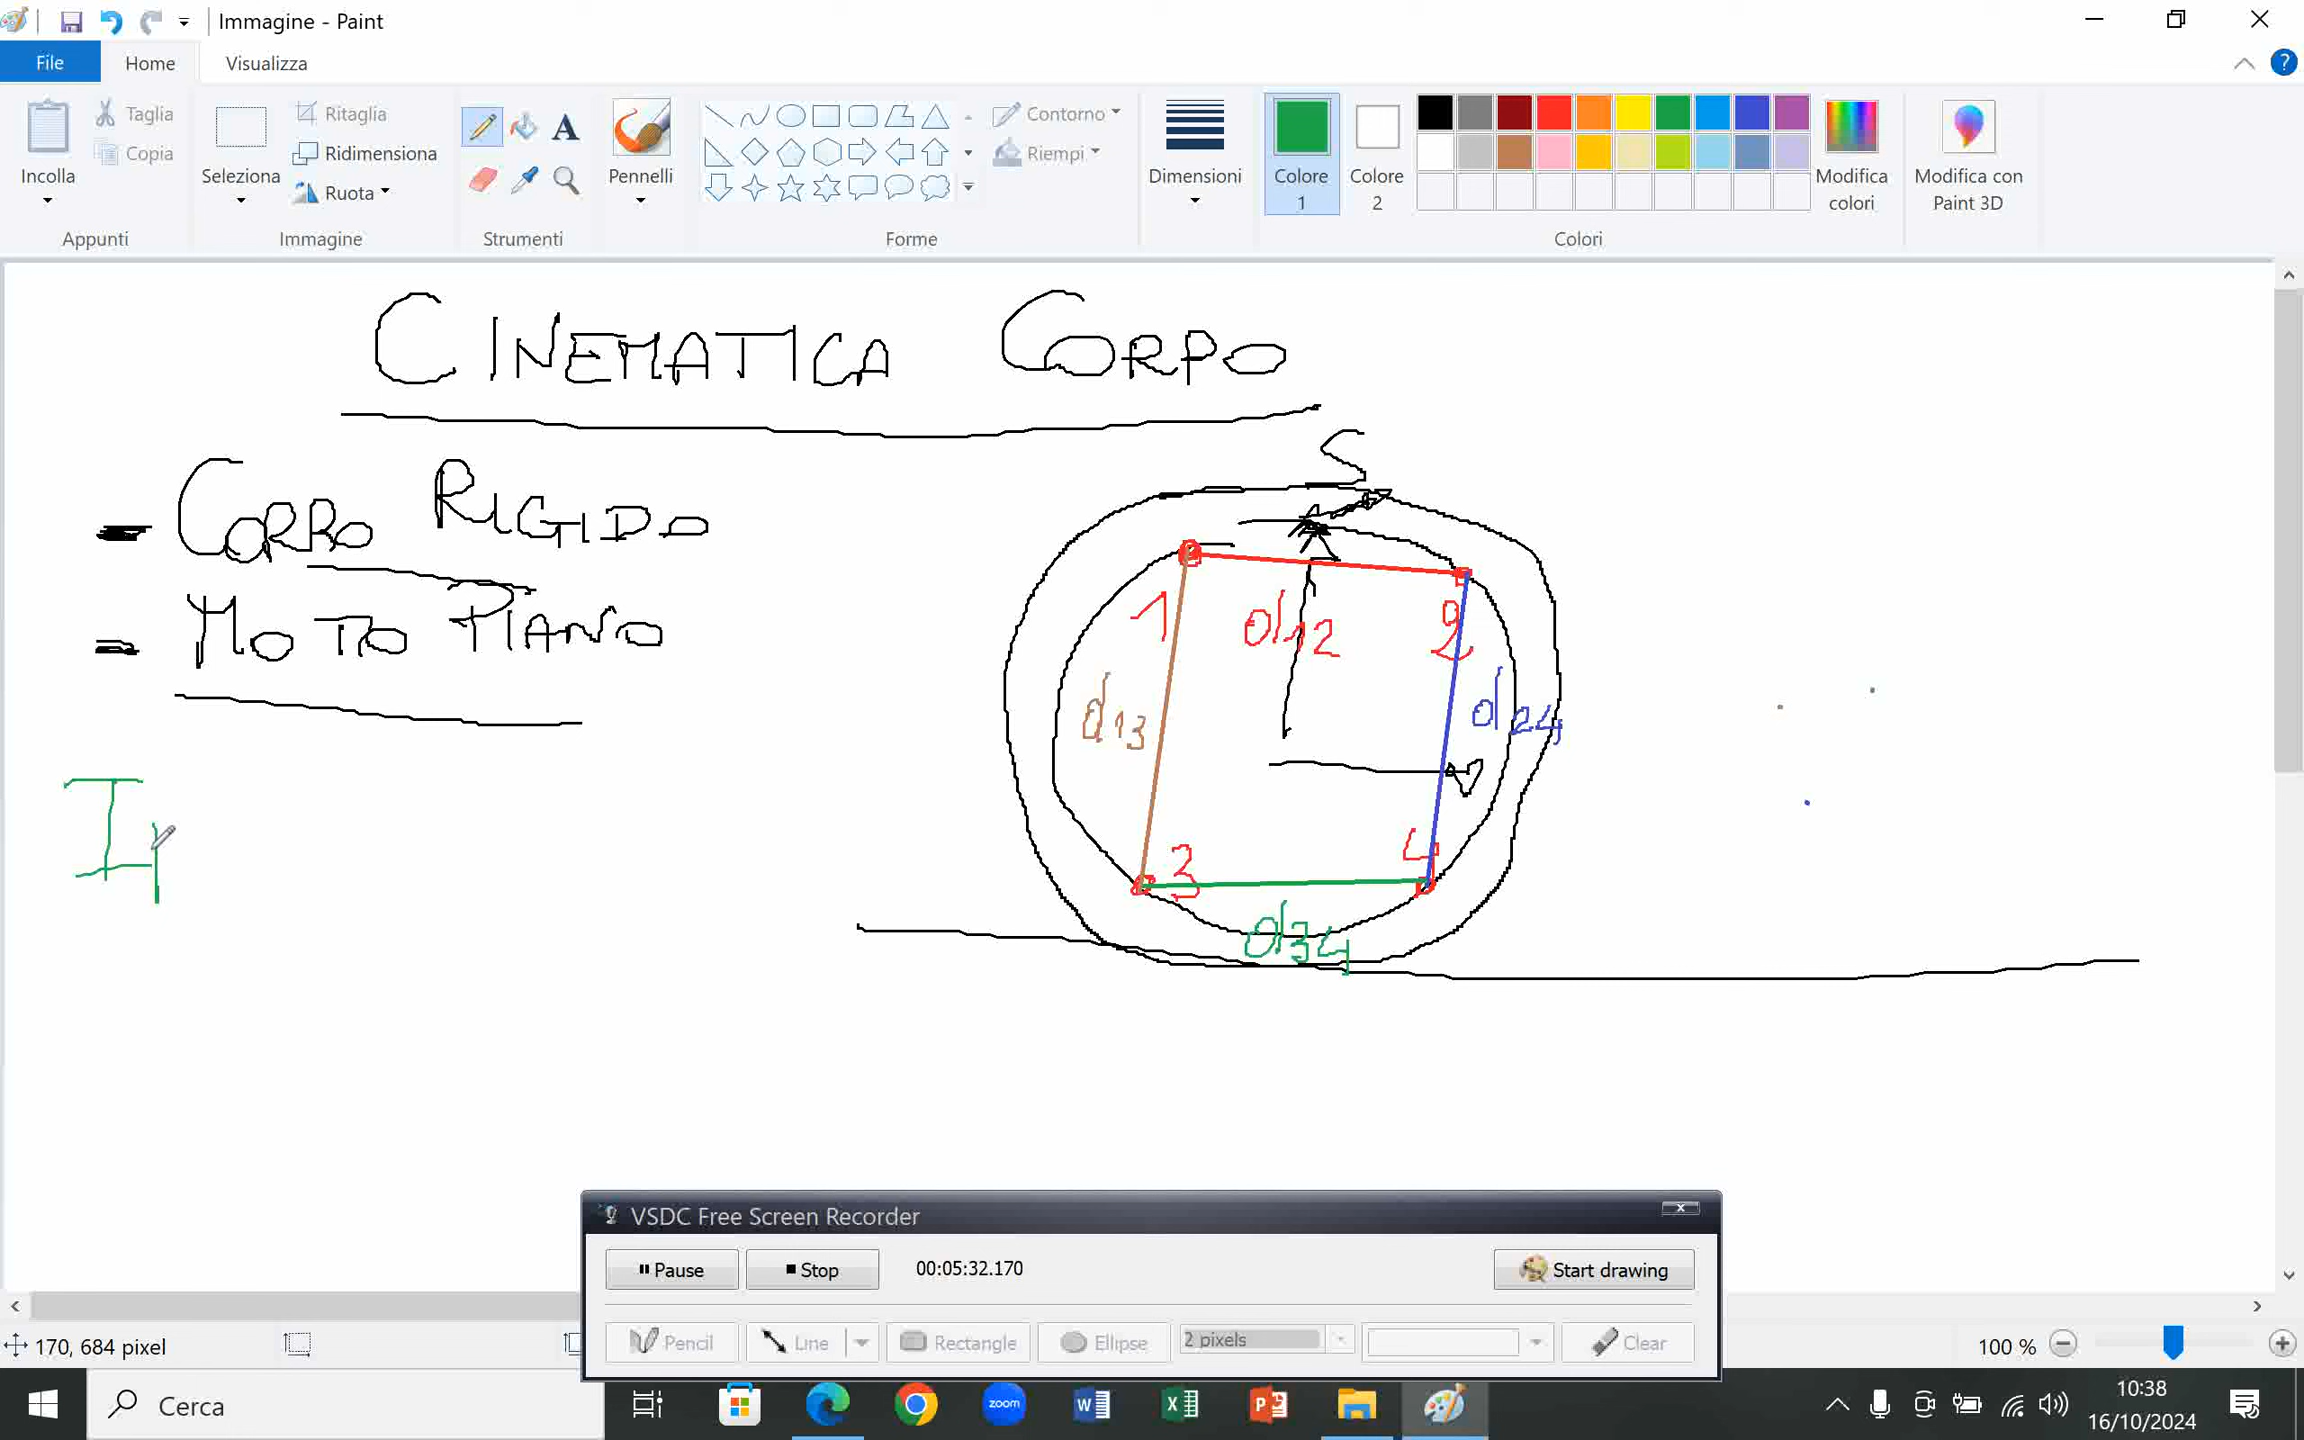 Immagine - Paint
File Home Visualizza
Taglia Ritaglia Contorno
Copia Ridimensiona Riempi
Incolla Seleziona Ruota Pennelli Dimensioni Colore 1 Colore 2 Modifica colori Modifica con Paint 3D
Appunti Immagine Strumenti Forme Colori
CINEMATICA CORPO
- CORPO RIGIDO
- MOTO PIANO
S
1 d12 2
d13 d24
3 4
d34
VSDC Free Screen Recorder
Pause Stop 00:05:32.170 Start drawing
Pencil Line Rectangle Ellipse 2 pixels Clear
170, 684 pixel 100 %
Cerca zoom
10:38
16/10/2024